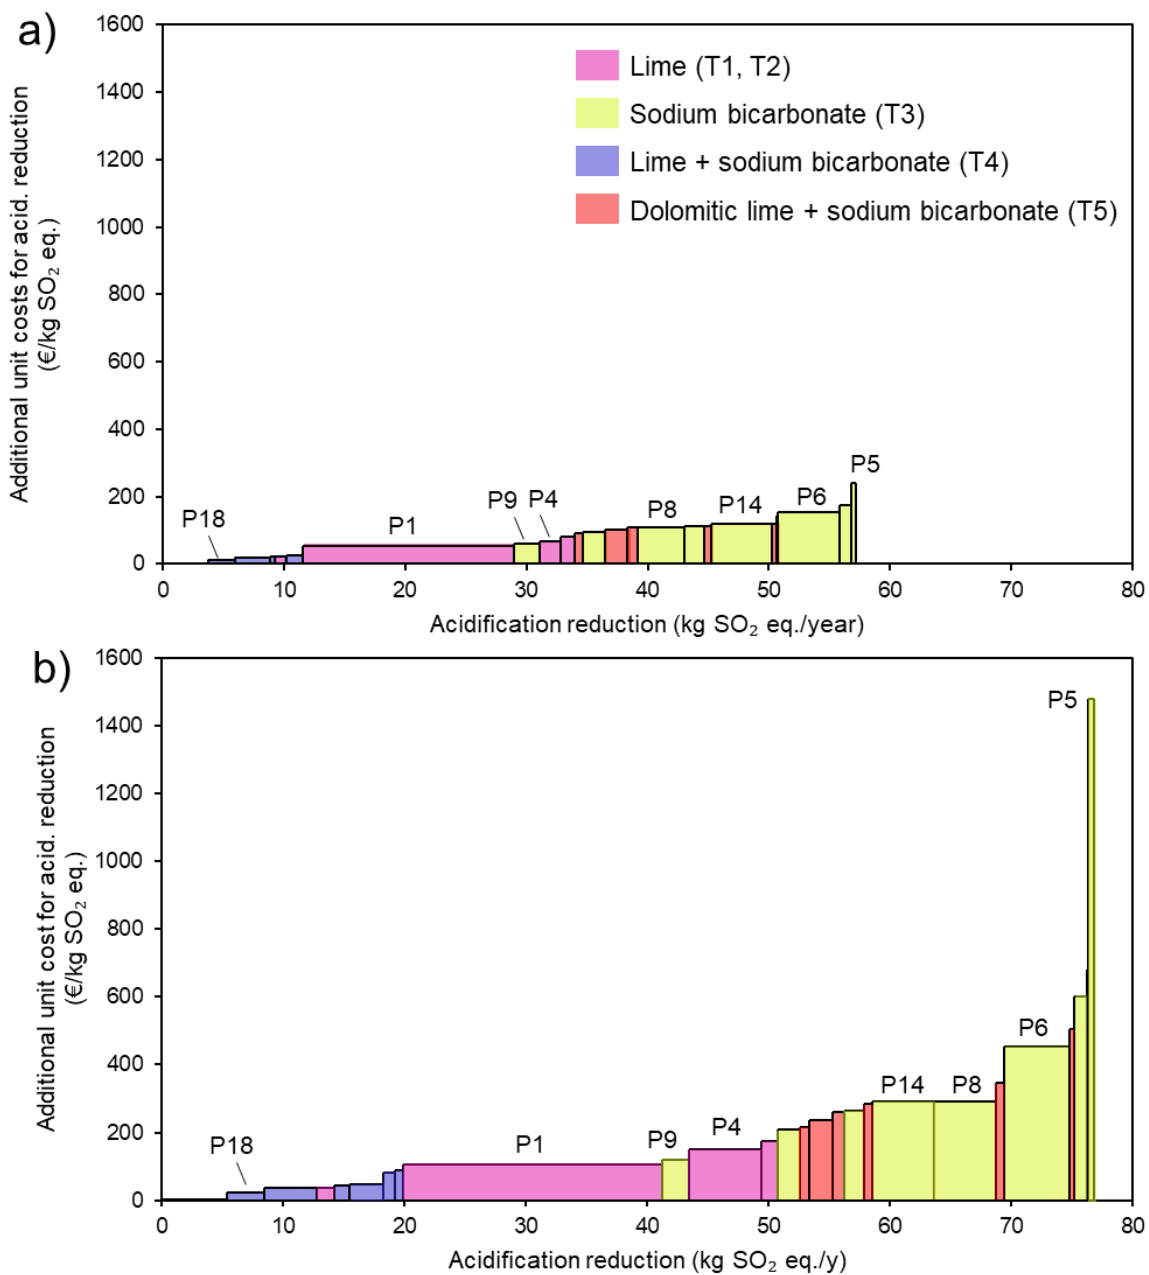 a)
Additional unit costs for acid. reduction
(€/kg SO₂ eq.)
1600
1400
1200
1000
800
600
400
200
0
Lime (T1, T2)
Sodium bicarbonate (T3)
Lime + sodium bicarbonate (T4)
Dolomitic lime + sodium bicarbonate (T5)
P18
P1
P9
P4
P8
P14
P6
P5
0 10 20 30 40 50 60 70 80
Acidification reduction (kg SO₂ eq./year)
b)
Additional unit cost for acid. reduction
(€/kg SO₂ eq.)
1600
1400
1200
1000
800
600
400
200
0
P18
P1
P9
P4
P14
P8
P6
P5
0 10 20 30 40 50 60 70 80
Acidification reduction (kg SO₂ eq./y)